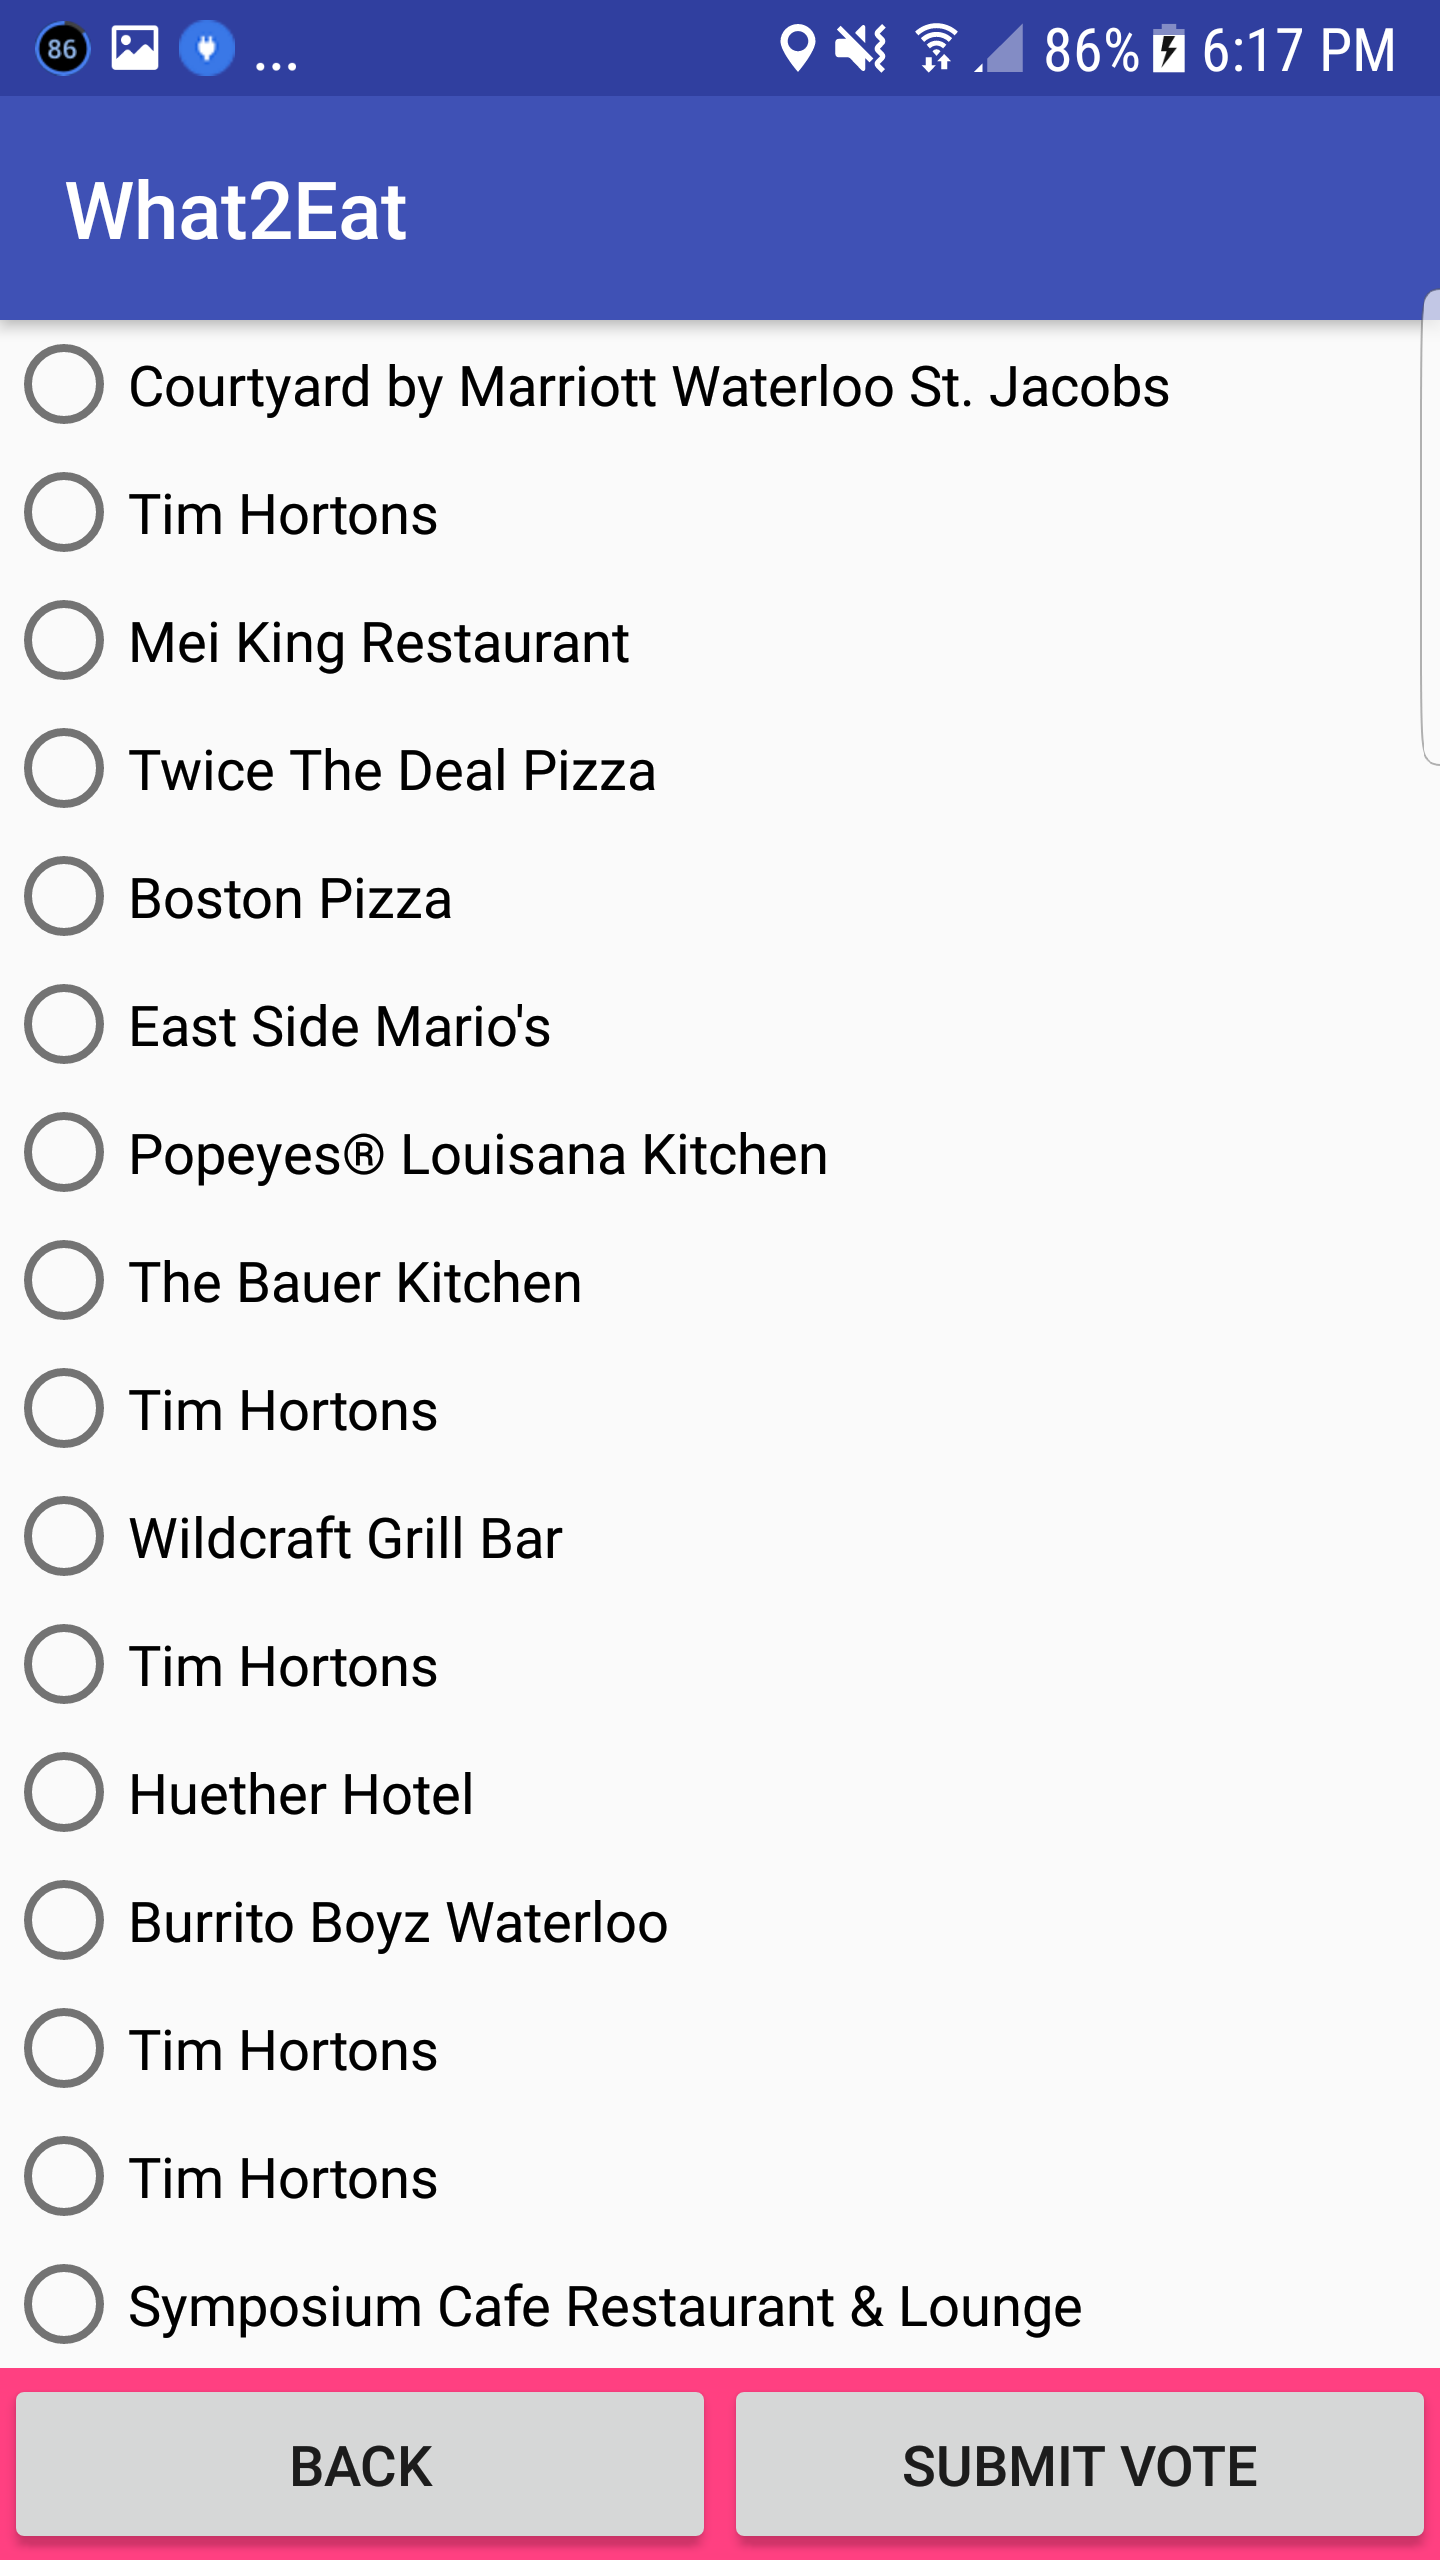 86 ... 86% 6:17 PM
What2Eat
Courtyard by Marriott Waterloo St. Jacobs
Tim Hortons
Mei King Restaurant
Twice The Deal Pizza
Boston Pizza
East Side Mario's
Popeyes® Louisana Kitchen
The Bauer Kitchen
Tim Hortons
Wildcraft Grill Bar
Tim Hortons
Huether Hotel
Burrito Boyz Waterloo
Tim Hortons
Tim Hortons
Symposium Cafe Restaurant & Lounge
BACK SUBMIT VOTE